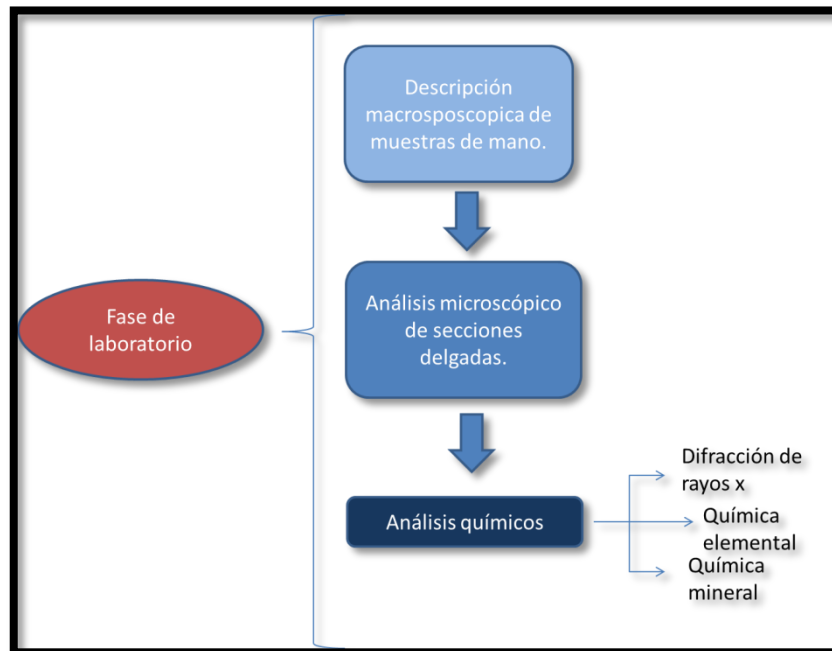 Descripción
macrosposcopica de
muestras de mano.
Fase de
laboratorio
Análisis microscópico
de secciones
delgadas.
Análisis químicos
Difracción de
rayos x
Química
elemental
Química
mineral